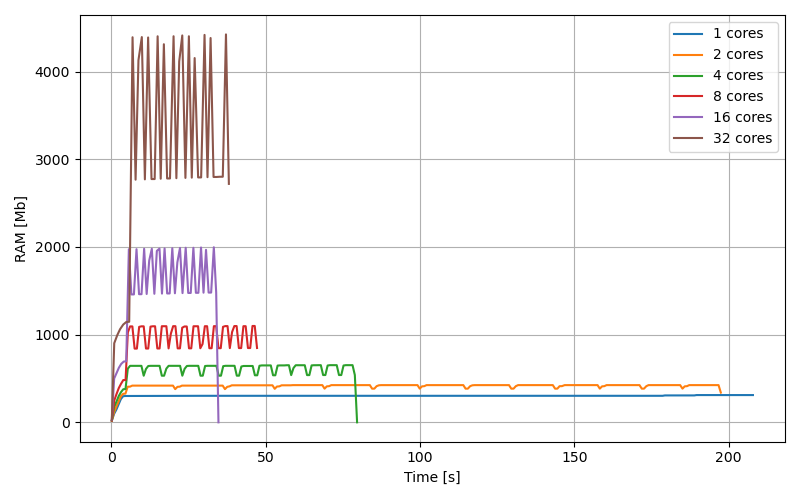 4000
3000
2000
1000
0
RAM [Mb]
0 50 100 150 200
Time [s]
1 cores
2 cores
4 cores
8 cores
16 cores
32 cores